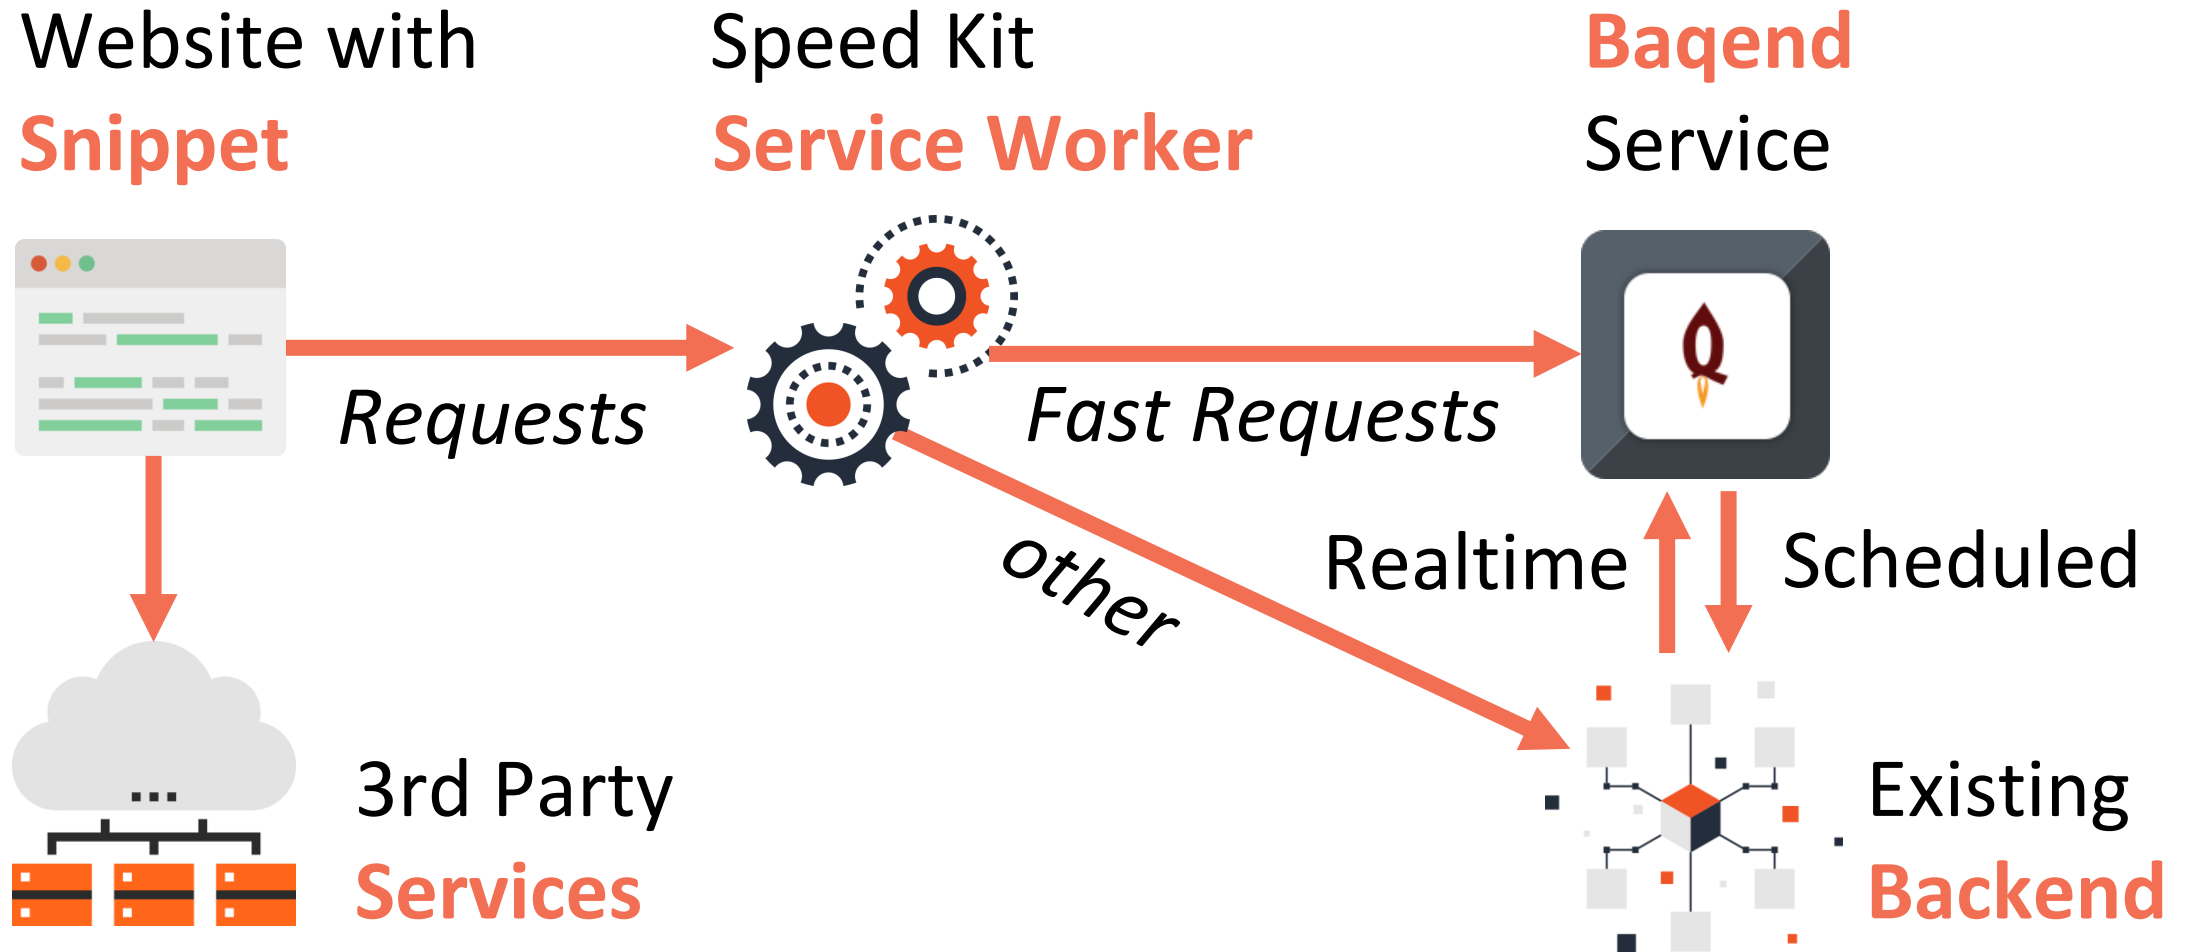 Website with
Snippet
Speed Kit
Service Worker
Baqend
Service
Requests
Fast Requests
other
Realtime
Scheduled
3rd Party
Services
Existing
Backend